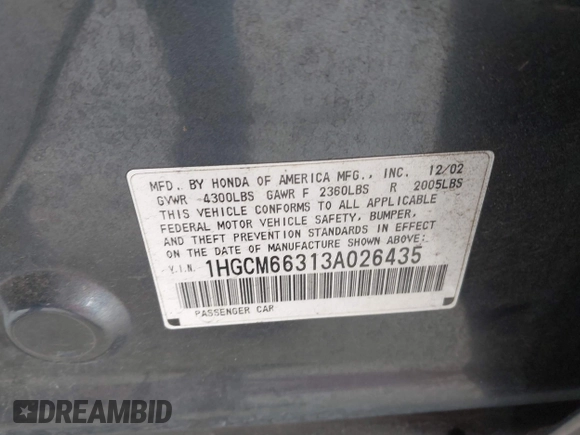 MFD. BY HONDA OF AMERICA MFG., INC. 12/02
GVWR 4300LBS GAWR F 2360LBS R 2005LBS
THIS VEHICLE CONFORMS TO ALL APPLICABLE
FEDERAL MOTOR VEHICLE SAFETY, BUMPER,
AND THEFT PREVENTION STANDARDS IN EFFECT
ON THE DATE OF MANUFACTURE SHOWN ABOVE.
V.I.N. 1HGCM66313A026435
PASSENGER CAR
DREAMBID